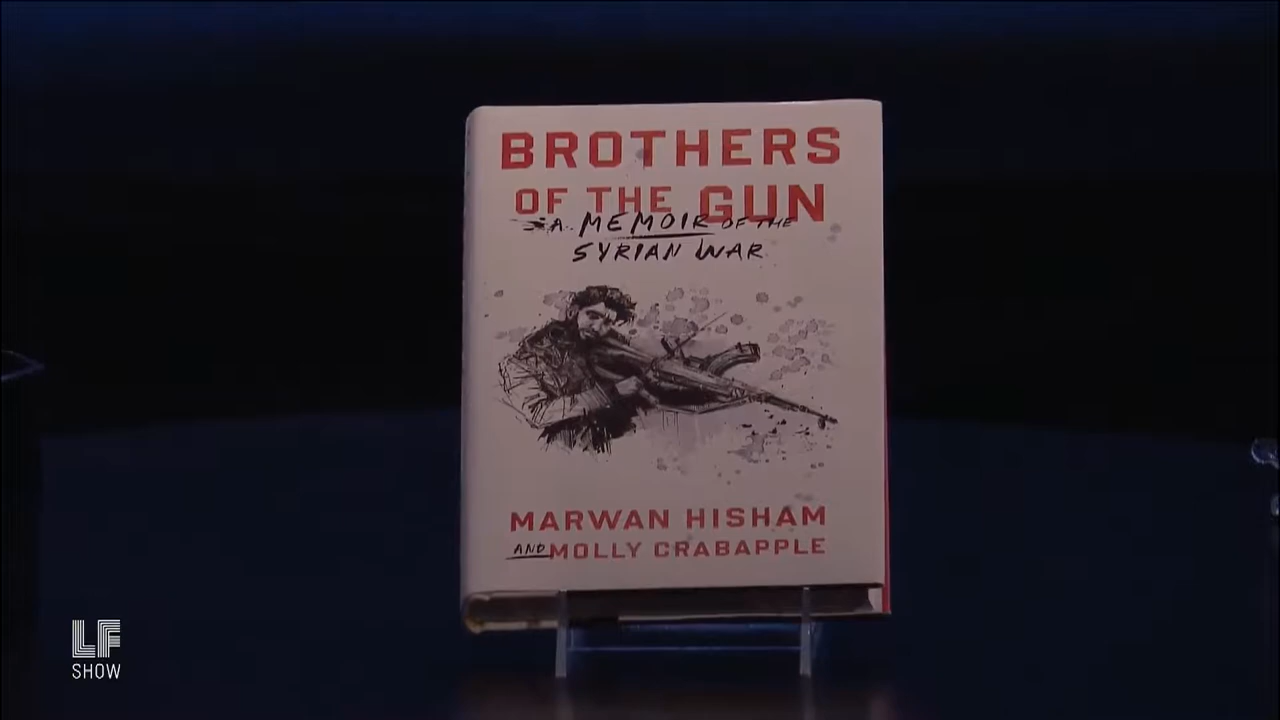 BROTHERS
OF THE GUN
A MEMOIR OF THE
SYRIAN WAR
MARWAN HISHAM
AND MOLLY CRABAPPLE
LF
SHOW